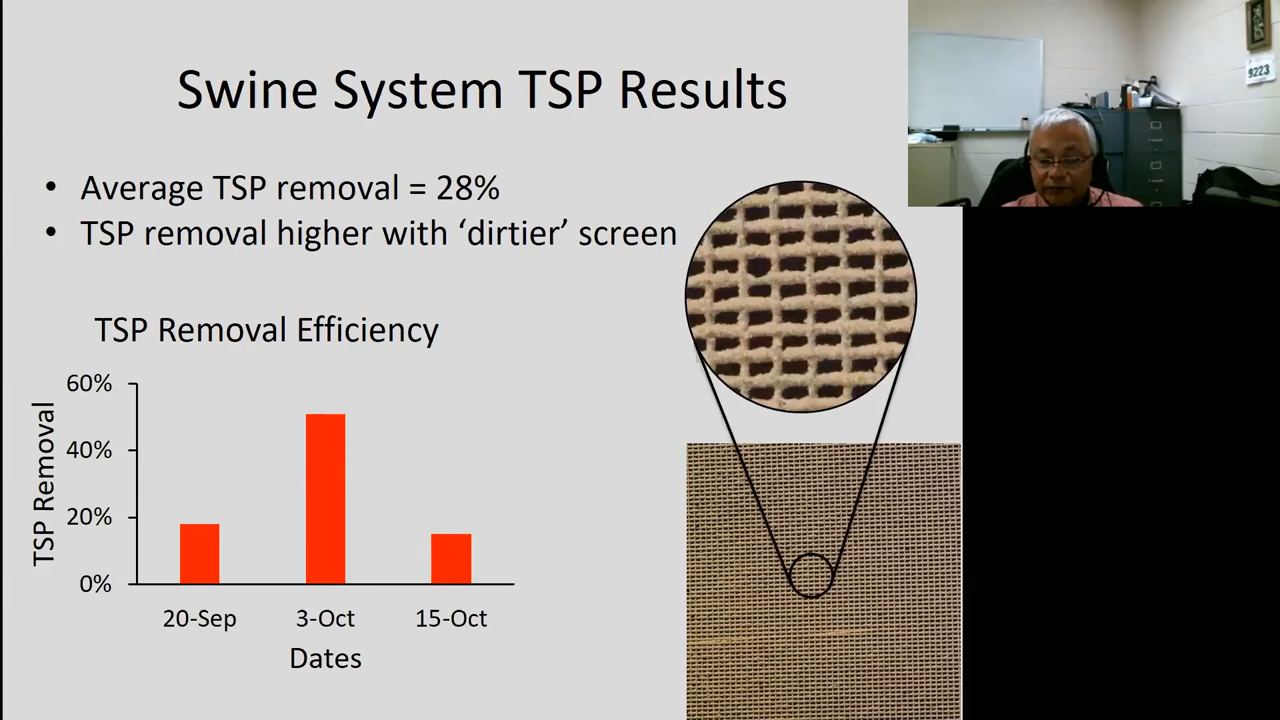 Swine System TSP Results
• Average TSP removal = 28%
• TSP removal higher with ‘dirtier’ screen
TSP Removal Efficiency
TSP Removal
60%
40%
20%
0%
20-Sep 3-Oct 15-Oct
Dates
9223